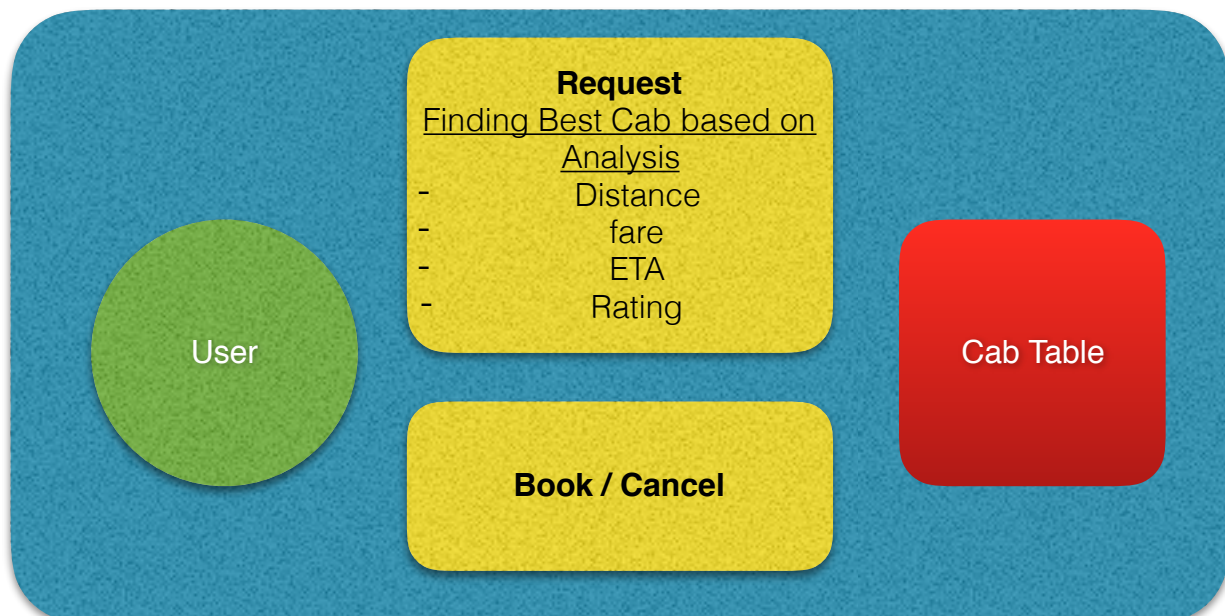 Request
Finding Best Cab based on
Analysis
- Distance
- fare
- ETA
- Rating
User
Cab Table
Book / Cancel